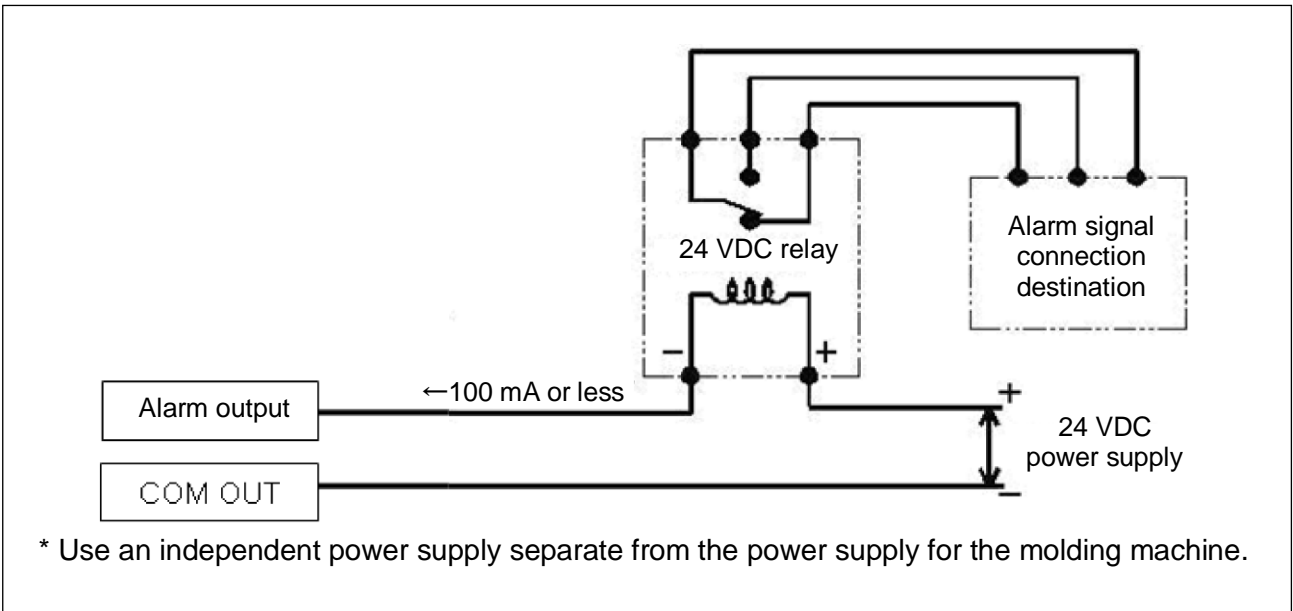 24 VDC relay
Alarm signal
connection
destination
− +
Alarm output
←100 mA or less
+
24 VDC
power supply
−
COM OUT
* Use an independent power supply separate from the power supply for the molding machine.